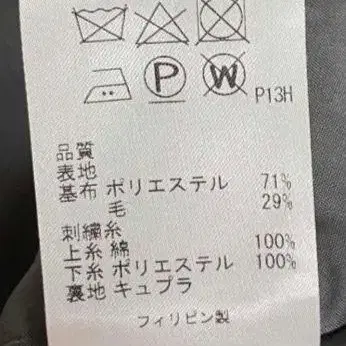 P W P13H
品質
表地
基布 ポリエステル 71%
毛 29%
刺繍糸
上糸 綿 100%
下糸 ポリエステル 100%
裏地 キュプラ
フィリピン製